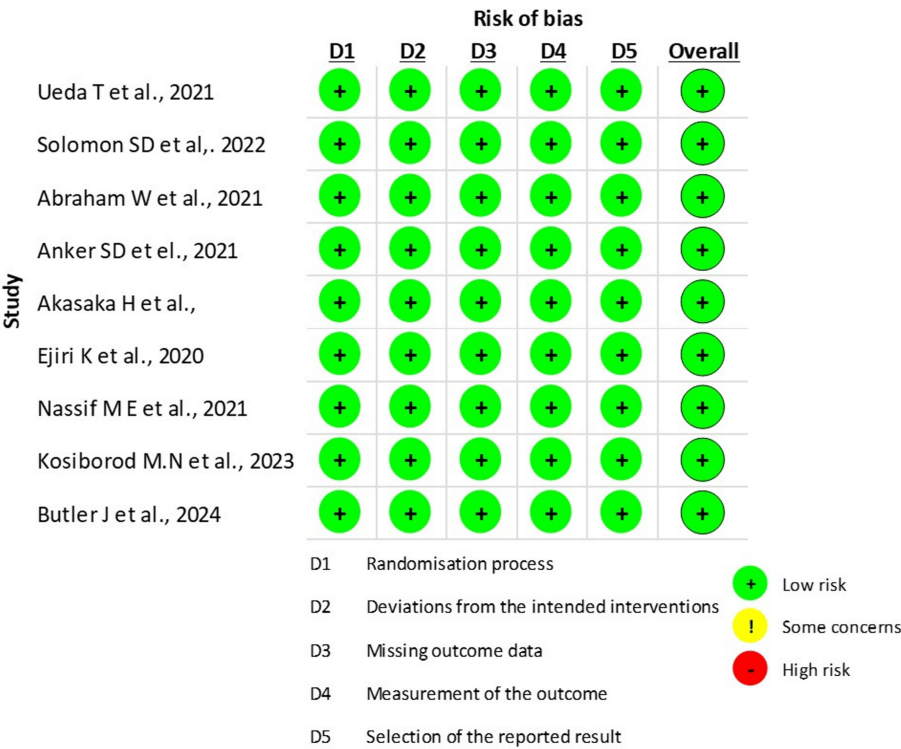 Risk of bias
D1 D2 D3 D4 D5 Overall
Study
Ueda T et al., 2021 + + + + + +
Solomon SD et al,. 2022 + + + + + +
Abraham W et al., 2021 + + + + + +
Anker SD et el., 2021 + + + + + +
Akasaka H et al., + + + + + +
Ejiri K et al., 2020 + + + + + +
Nassif M E et al., 2021 + + + + + +
Kosiborod M.N et al., 2023 + + + + + +
Butler J et al., 2024 + + + + + +
D1 Randomisation process
D2 Deviations from the intended interventions
D3 Missing outcome data
D4 Measurement of the outcome
D5 Selection of the reported result
+ Low risk
! Some concerns
- High risk